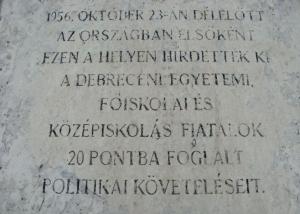 1956. OKTÓBER 23-ÁN DÉLELŐTT
AZ ORSZÁGBAN ELSŐKÉNT
EZEN A HELYEN HIRDETTÉK KI
A DEBRECENI EGYETEMI,
FŐISKOLAI ÉS
KÖZÉPISKOLÁS FIATALOK
20 PONTBA FOGLALT
POLITIKAI KÖVETELÉSEIT.